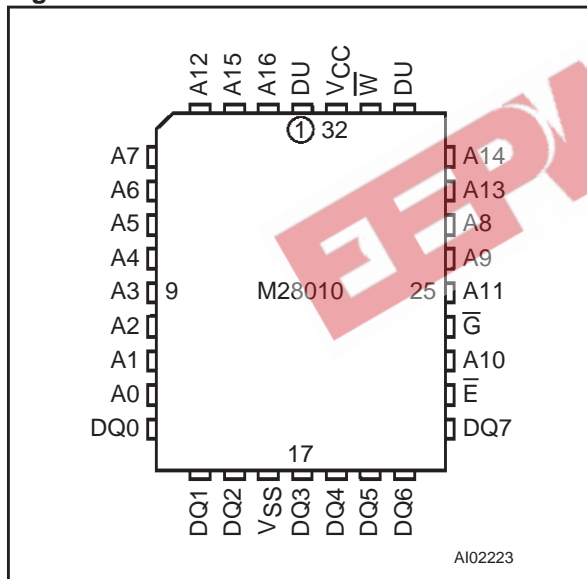 A12 A15 A16 DU VCC W̅ DU
1 32
A7 A14
A6 A13
A5 A8
A4 A9
A3 9 M28010 25 A11
A2 G̅
A1 A10
A0 E̅
DQ0 DQ7
17
DQ1 DQ2 VSS DQ3 DQ4 DQ5 DQ6
AI02223